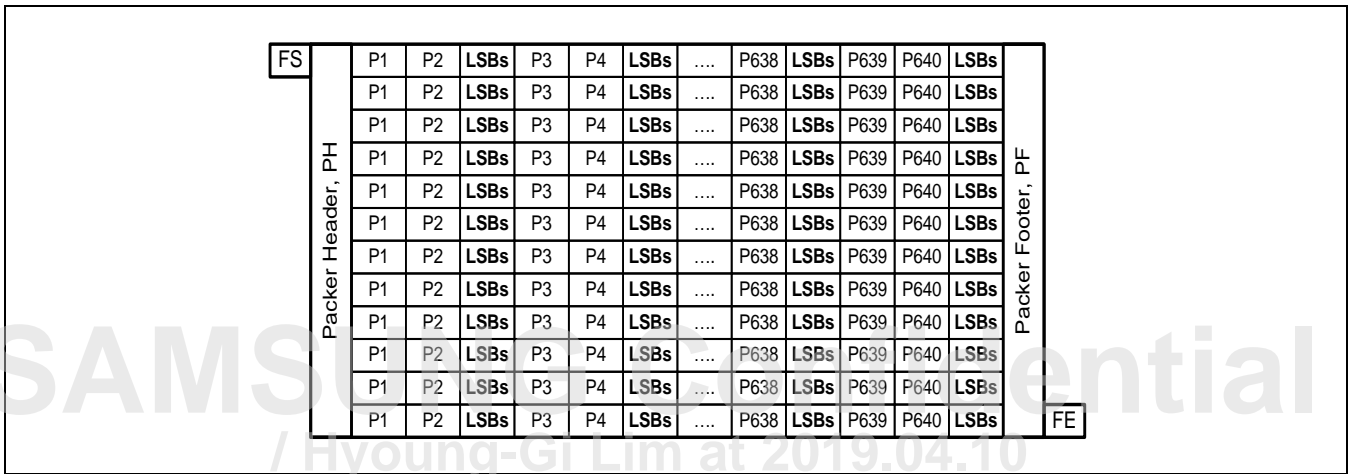 FS P1 P2 LSBs P3 P4 LSBs .... P638 LSBs P639 P640 LSBs
P1 P2 LSBs P3 P4 LSBs .... P638 LSBs P639 P640 LSBs
P1 P2 LSBs P3 P4 LSBs .... P638 LSBs P639 P640 LSBs
P1 P2 LSBs P3 P4 LSBs .... P638 LSBs P639 P640 LSBs
P1 P2 LSBs P3 P4 LSBs .... P638 LSBs P639 P640 LSBs
P1 P2 LSBs P3 P4 LSBs .... P638 LSBs P639 P640 LSBs
P1 P2 LSBs P3 P4 LSBs .... P638 LSBs P639 P640 LSBs
P1 P2 LSBs P3 P4 LSBs .... P638 LSBs P639 P640 LSBs
P1 P2 LSBs P3 P4 LSBs .... P638 LSBs P639 P640 LSBs
P1 P2 LSBs P3 P4 LSBs .... P638 LSBs P639 P640 LSBs
P1 P2 LSBs P3 P4 LSBs .... P638 LSBs P639 P640 LSBs
P1 P2 LSBs P3 P4 LSBs .... P638 LSBs P639 P640 LSBs FE
Packer Header, PH
Packer Footer, PF
SAMSUNG Confidential
/ Hyoung-Gi Lim at 2019.04.10